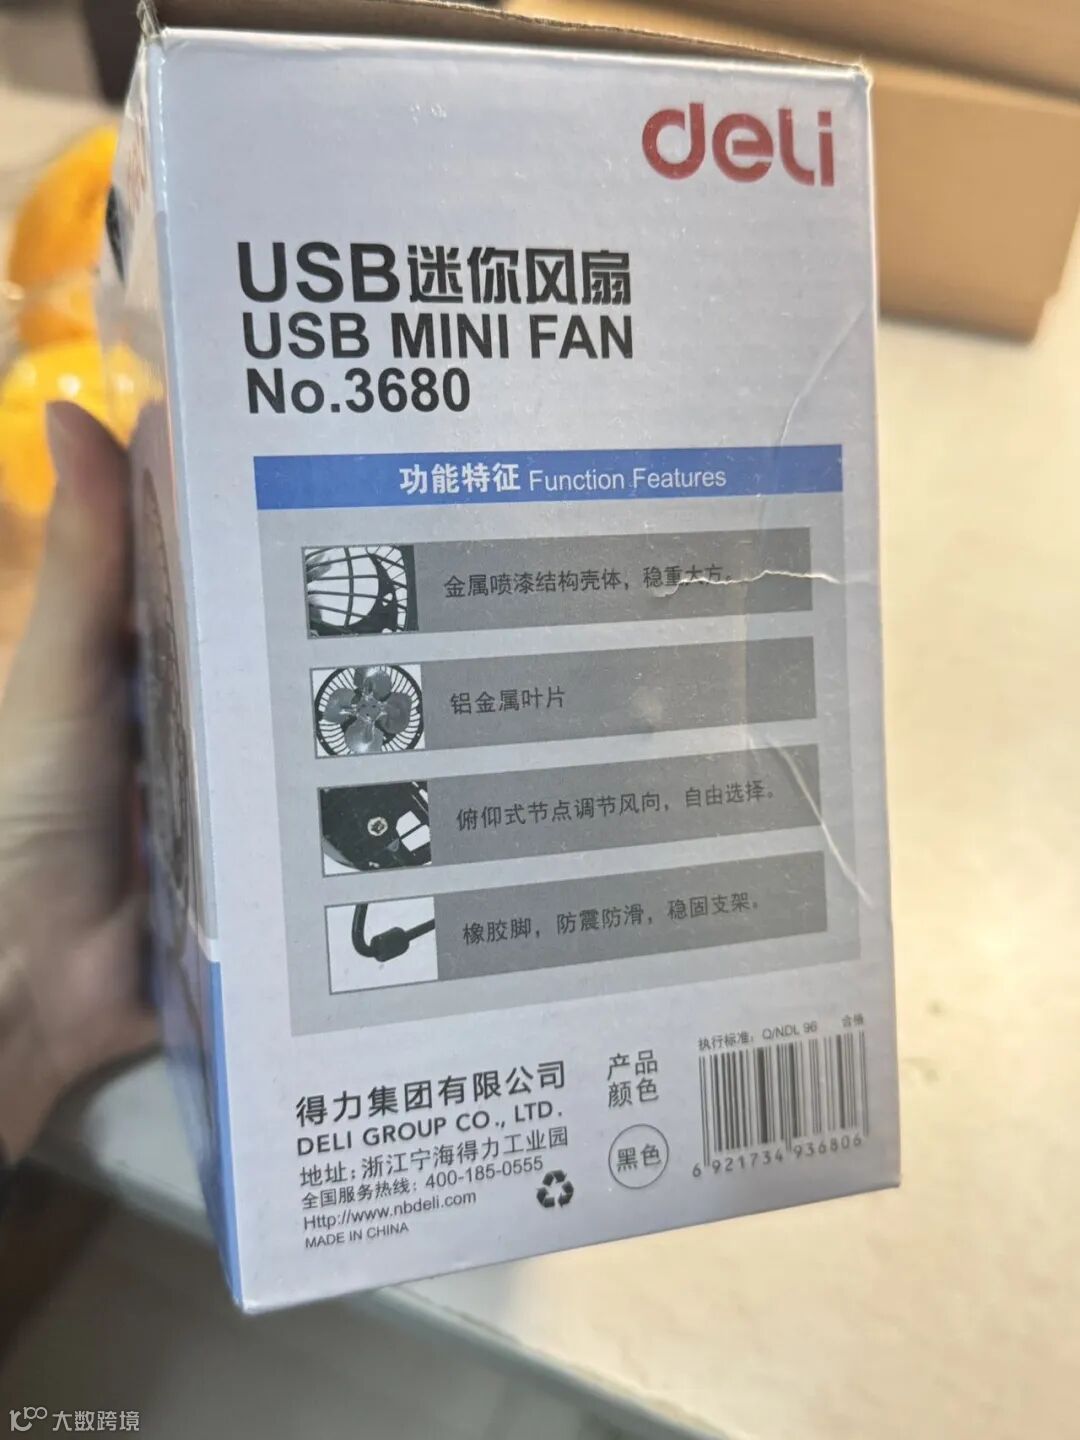 deli
USB迷你风扇
USB MINI FAN
No.3680
功能特征 Function Features
金属喷漆结构壳体，稳重大方。
铝金属叶片
俯仰式节点调节风向，自由选择。
橡胶脚，防震防滑，稳固支架。
得力集团有限公司
DELI GROUP CO., LTD.
地址：浙江宁海得力工业园
全国服务热线：400-185-0555
Http://www.nbdeli.com
MADE IN CHINA
产品
颜色
黑色
执行标准：Q/NDL 96 合格
6 921734 936806
大数跨境